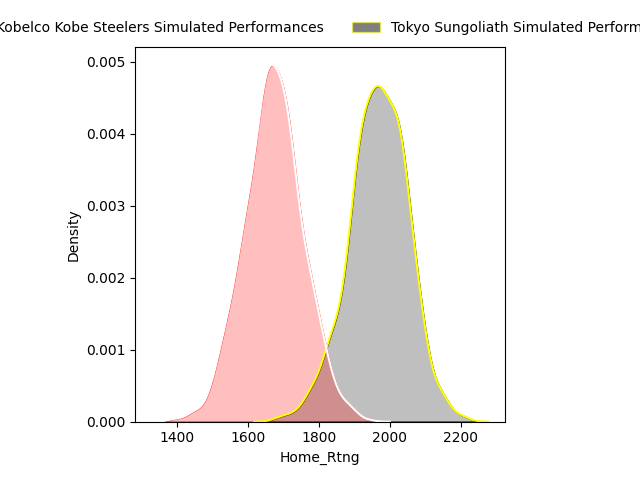 Kobelco Kobe Steelers Simulated Performances
Tokyo Sungoliath Simulated Perform
0.005
0.004
0.003
0.002
0.001
0.000
Density
1400 1600 1800 2000 2200
Home_Rtng